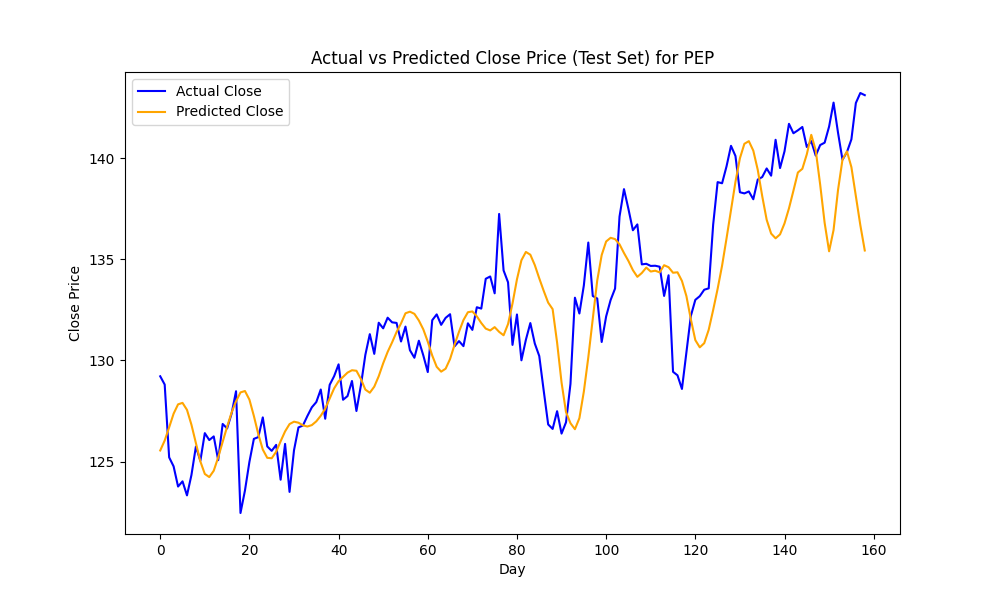 Actual vs Predicted Close Price (Test Set) for PEP
Actual Close
Predicted Close
Close Price
140
135
130
125
0 20 40 60 80 100 120 140 160
Day